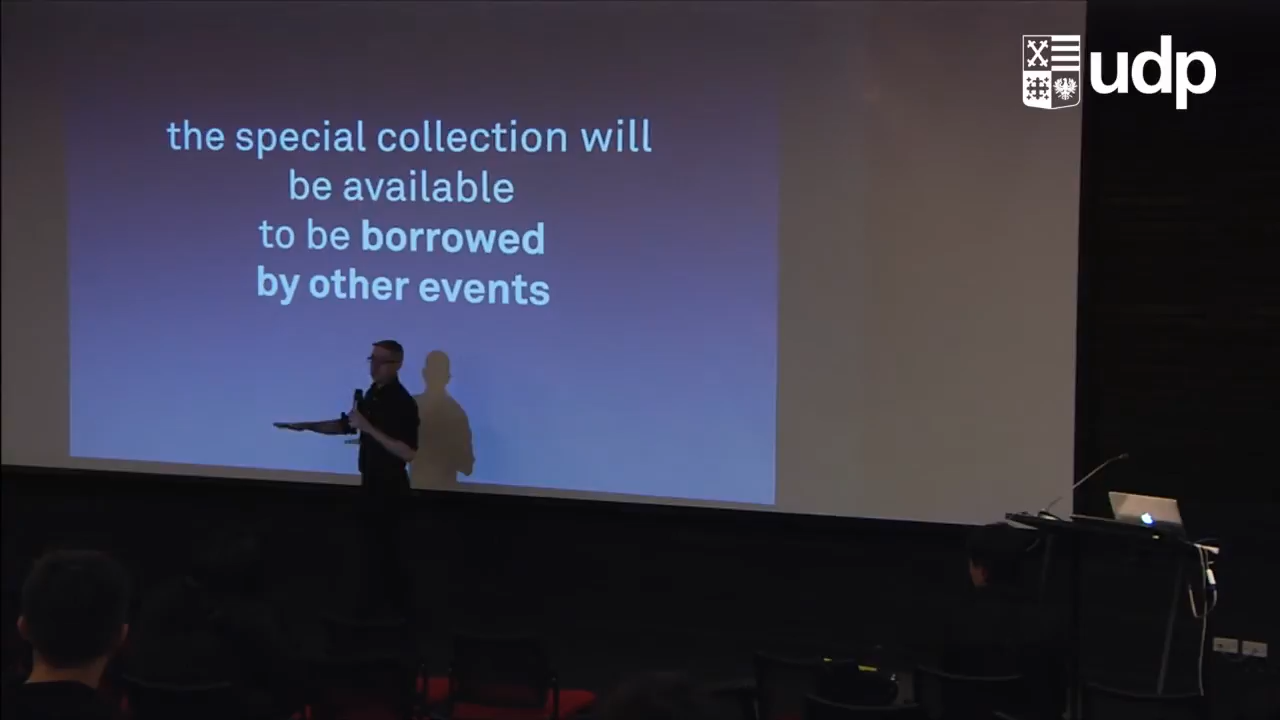 udp
the special collection will
be available
to be borrowed
by other events